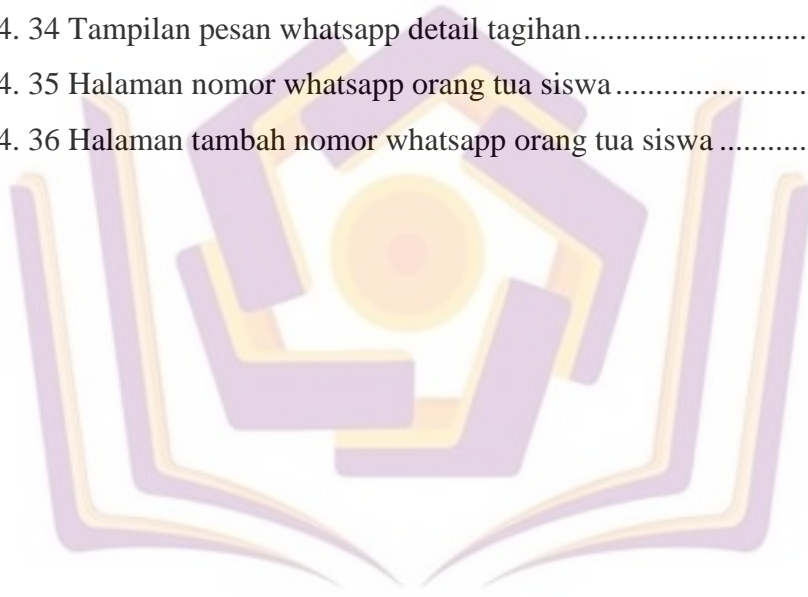 4. 34 Tampilan pesan whatsapp detail tagihan..........................
4. 35 Halaman nomor whatsapp orang tua siswa.....................
4. 36 Halaman tambah nomor whatsapp orang tua siswa..........